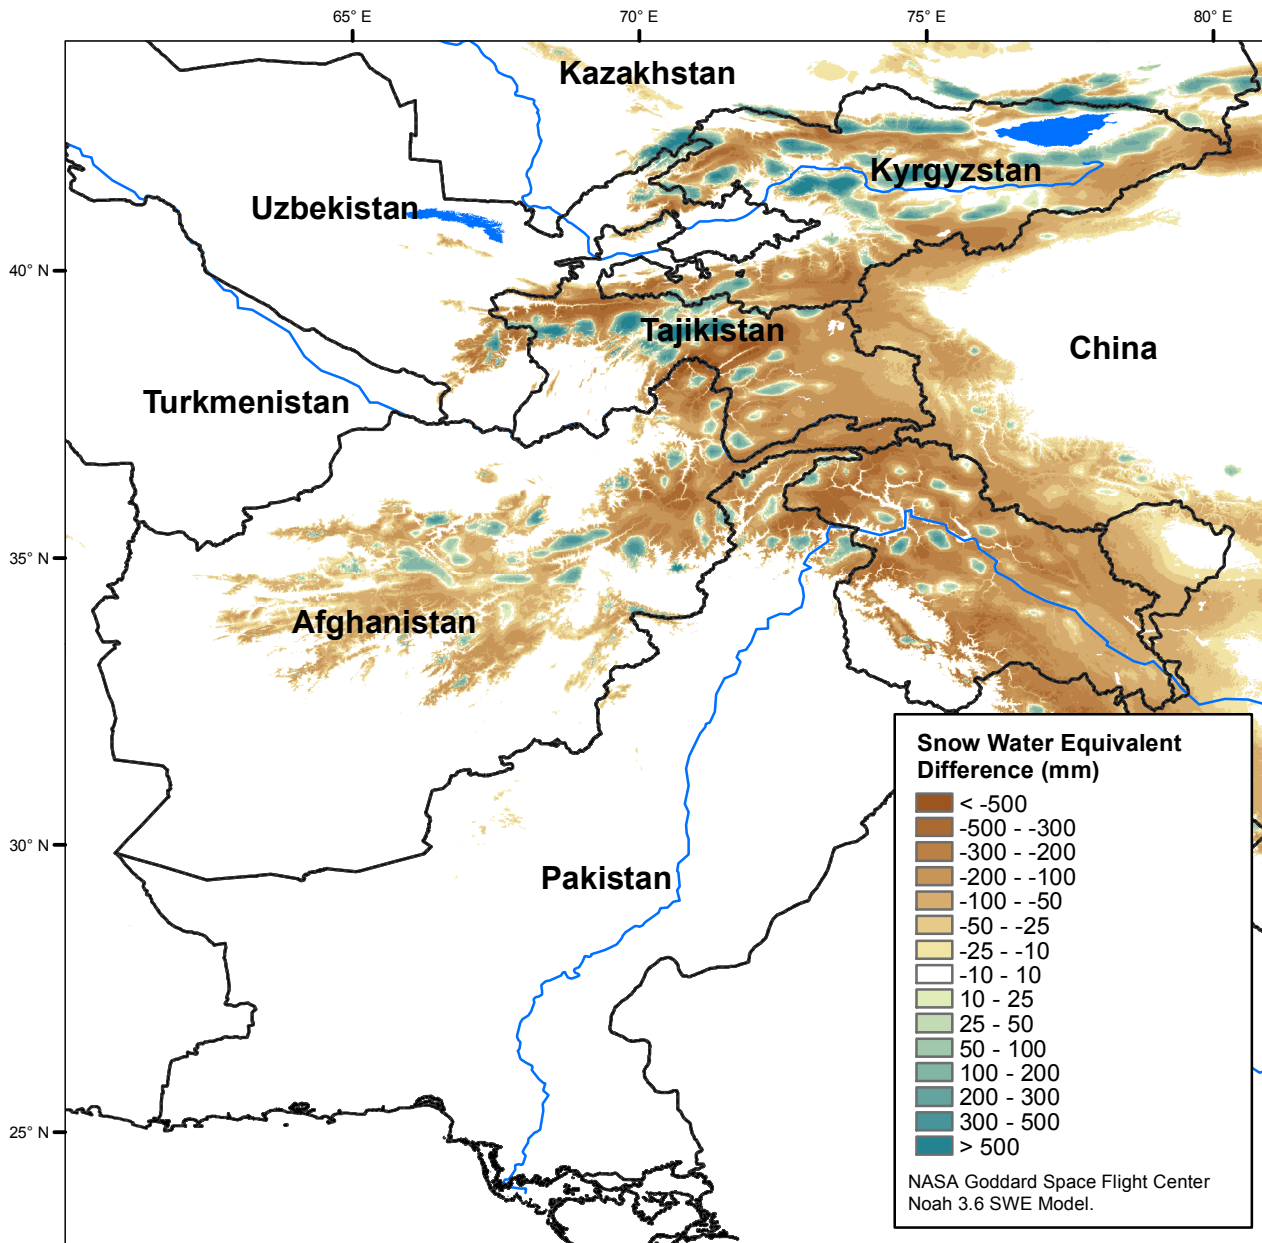 65° E 70° E 75° E 80° E
Kazakhstan
Kyrgyzstan
Uzbekistan
40° N
Tajikistan
China
Turkmenistan
35° N
Afghanistan
Snow Water Equivalent
Difference (mm)
< -500
-500 - -300
-300 - -200
-200 - -100
-100 - -50
-50 - -25
-25 - -10
-10 - 10
10 - 25
25 - 50
50 - 100
100 - 200
200 - 300
300 - 500
> 500
NASA Goddard Space Flight Center
Noah 3.6 SWE Model.
30° N
Pakistan
25° N